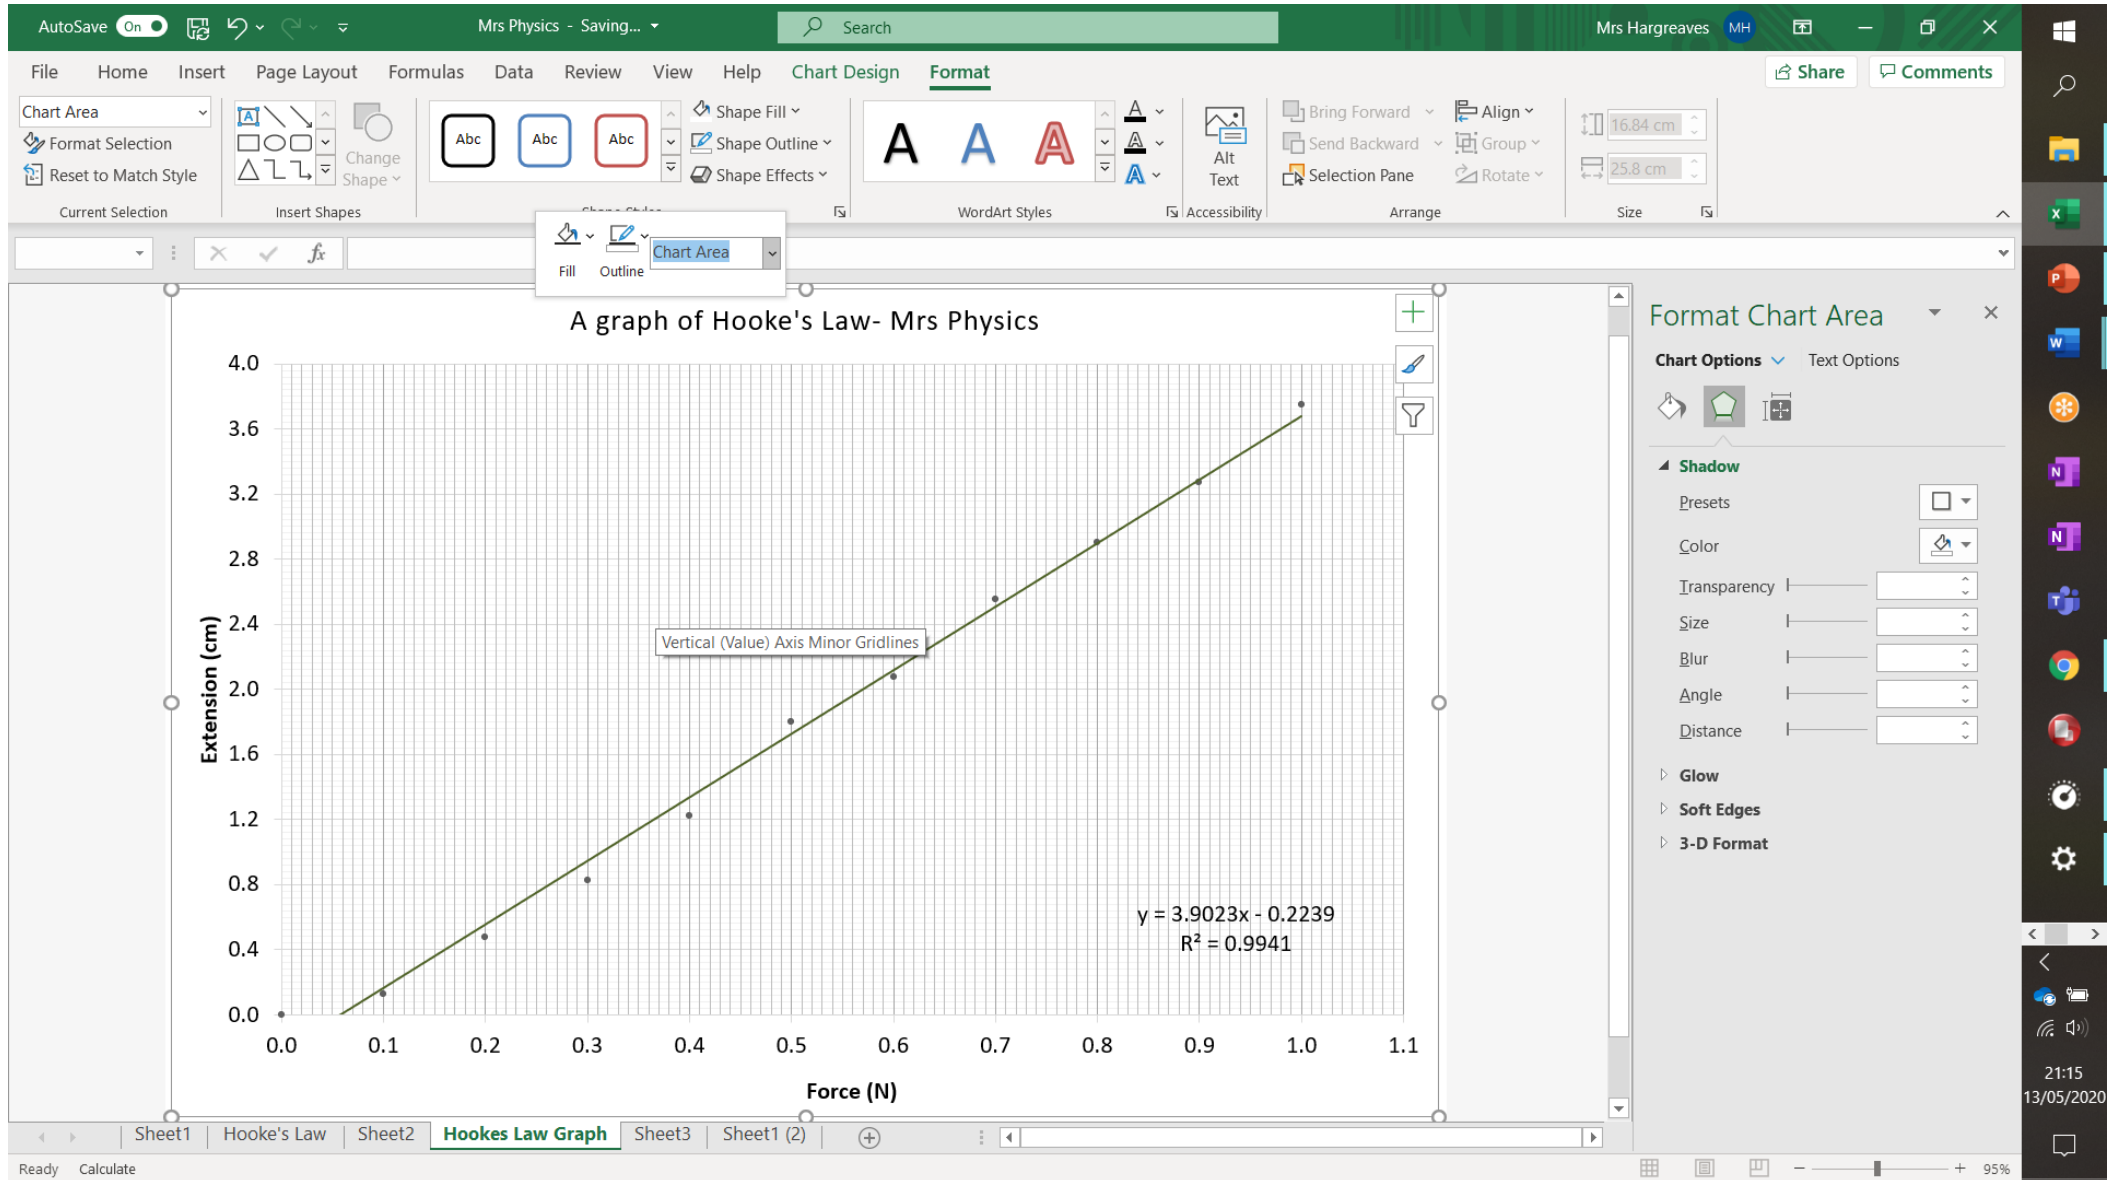 AutoSave On
Mrs Physics - Saving...
Search
Mrs Hargreaves MH
File Home Insert Page Layout Formulas Data Review View Help Chart Design Format
Share Comments
Chart Area
Format Selection
Reset to Match Style
Current Selection
A
Change
Shape
Insert Shapes
Abc Abc Abc
Shape Fill
Shape Outline
Shape Effects
Shape Styles
A A A
A
A
A
WordArt Styles
Alt
Text
Accessibility
Bring Forward
Send Backward
Selection Pane
Align
Group
Rotate
Arrange
16.84 cm
25.8 cm
Size
fx
Chart Area
Fill Outline
A graph of Hooke's Law- Mrs Physics
4.0
3.6
3.2
2.8
2.4
2.0
1.6
1.2
0.8
0.4
0.0
Extension (cm)
Vertical (Value) Axis Minor Gridlines
y = 3.9023x - 0.2239
R² = 0.9941
0.0 0.1 0.2 0.3 0.4 0.5 0.6 0.7 0.8 0.9 1.0 1.1
Force (N)
Format Chart Area
Chart Options Text Options
Shadow
Presets
Color
Transparency
Size
Blur
Angle
Distance
Glow
Soft Edges
3-D Format
Sheet1 Hooke's Law Sheet2 Hookes Law Graph Sheet3 Sheet1 (2)
Ready Calculate
95%
X
P
W
N
N
T
21:15
13/05/2020